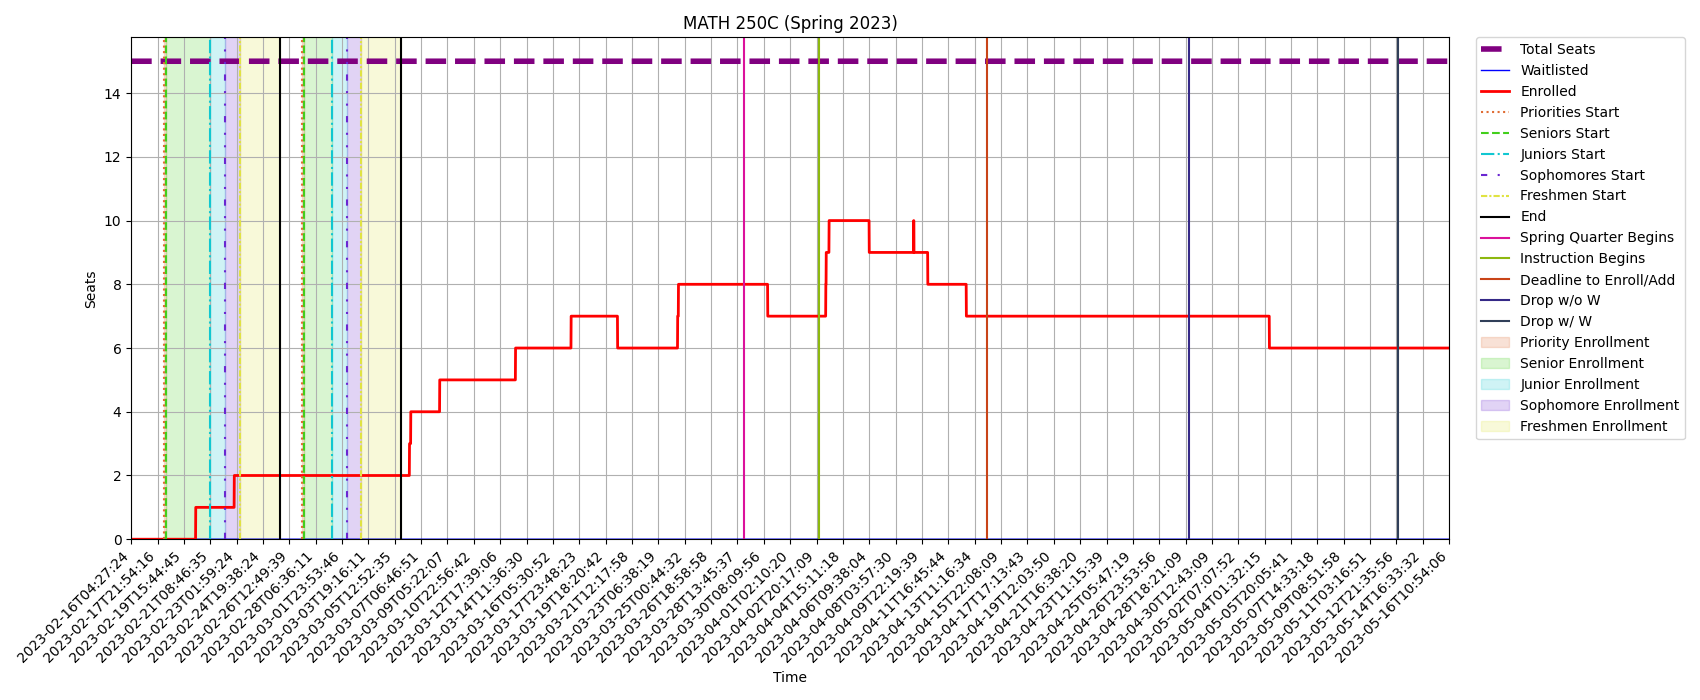 MATH 250C (Spring 2023)
Seats
14
12
10
8
6
4
2
0
2023-02-16T04:27:24
2023-02-17T21:54:16
2023-02-19T15:44:45
2023-02-21T08:46:35
2023-02-23T01:59:24
2023-02-24T19:38:24
2023-02-26T12:49:39
2023-02-28T06:36:11
2023-03-01T23:53:46
2023-03-03T19:16:11
2023-03-05T12:52:35
2023-03-07T06:46:51
2023-03-09T05:22:07
2023-03-10T22:56:42
2023-03-12T17:39:06
2023-03-14T11:36:30
2023-03-16T05:30:52
2023-03-17T23:48:23
2023-03-19T18:20:42
2023-03-21T12:17:58
2023-03-23T06:38:19
2023-03-25T00:44:32
2023-03-26T18:58:58
2023-03-28T13:45:37
2023-03-30T08:09:56
2023-04-01T02:10:20
2023-04-02T20:17:09
2023-04-04T15:11:18
2023-04-06T09:38:04
2023-04-08T03:57:30
2023-04-09T22:19:39
2023-04-11T16:45:44
2023-04-13T11:16:34
2023-04-15T22:08:09
2023-04-17T17:13:43
2023-04-19T12:03:50
2023-04-21T16:38:20
2023-04-23T11:15:39
2023-04-25T05:47:19
2023-04-26T23:53:56
2023-04-28T18:21:09
2023-04-30T12:43:09
2023-05-02T07:07:52
2023-05-04T01:32:15
2023-05-05T20:05:41
2023-05-07T14:33:18
2023-05-09T08:51:58
2023-05-11T03:16:51
2023-05-12T21:35:56
2023-05-14T16:33:32
2023-05-16T10:54:06
Time
Total Seats
Waitlisted
Enrolled
Priorities Start
Seniors Start
Juniors Start
Sophomores Start
Freshmen Start
End
Spring Quarter Begins
Instruction Begins
Deadline to Enroll/Add
Drop w/o W
Drop w/ W
Priority Enrollment
Senior Enrollment
Junior Enrollment
Sophomore Enrollment
Freshmen Enrollment